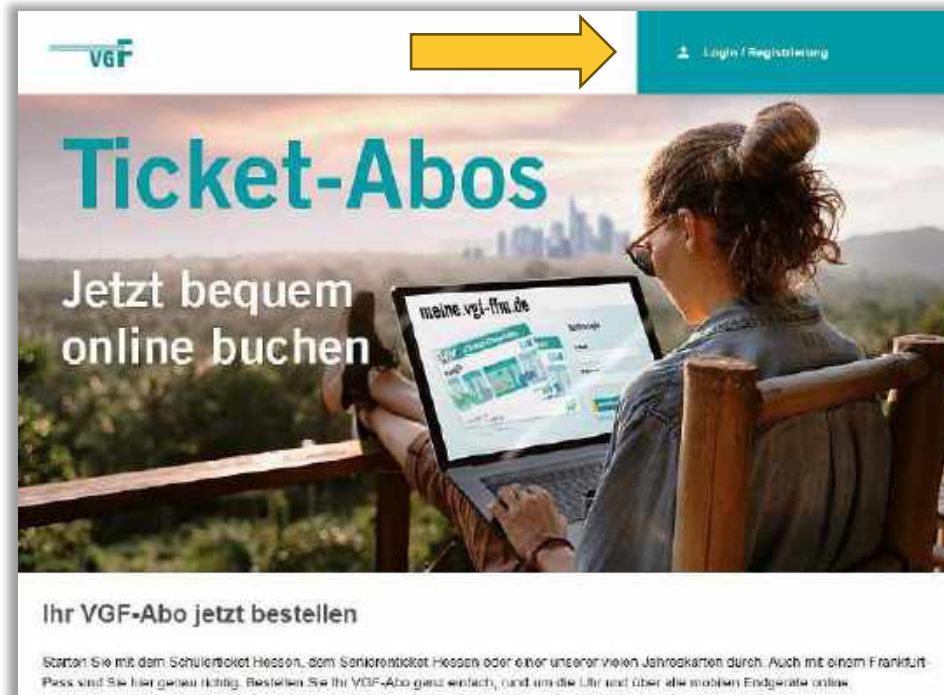 VGF
Login / Registrierung
Ticket-Abos
Jetzt bequem
online buchen
meine.vgf-ffm.de
Ihr VGF-Abo jetzt bestellen
Starten Sie mit dem Schülerticket Hessen, dem Seniorenticket Hessen oder einer unserer vielen Jahreskarten durch. Auch mit einem Frankfurt-
Pass sind Sie hier genau richtig. Bestellen Sie Ihr VGF-Abo ganz einfach, rund um die Uhr und über alle mobilen Endgeräte online.